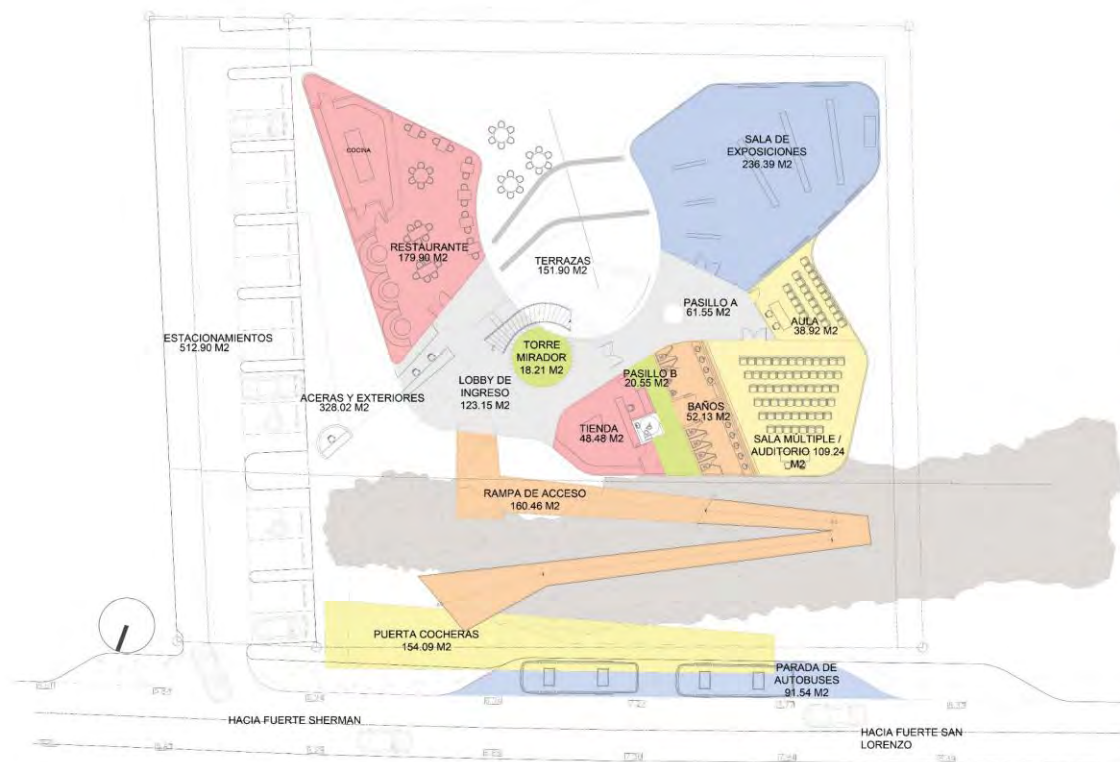 COCINA
SALA DE
EXPOSICIONES
236.39 M2
RESTAURANTE
179.90 M2
TERRAZAS
151.90 M2
PASILLO A
61.55 M2
AULA
38.92 M2
ESTACIONAMIENTOS
512.90 M2
TORRE
MIRADOR
18.21 M2
PASILLO B
20.55 M2
ACERAS Y EXTERIORES
328.02 M2
LOBBY DE
INGRESO
123.15 M2
BAÑOS
52.13 M2
TIENDA
48.48 M2
SALA MÚLTIPLE /
AUDITORIO 109.24
M2
RAMPA DE ACCESO
160.46 M2
PUERTA COCHERAS
154.09 M2
PARADA DE
AUTOBUSES
91.54 M2
HACIA FUERTE SHERMAN
HACIA FUERTE SAN
LORENZO